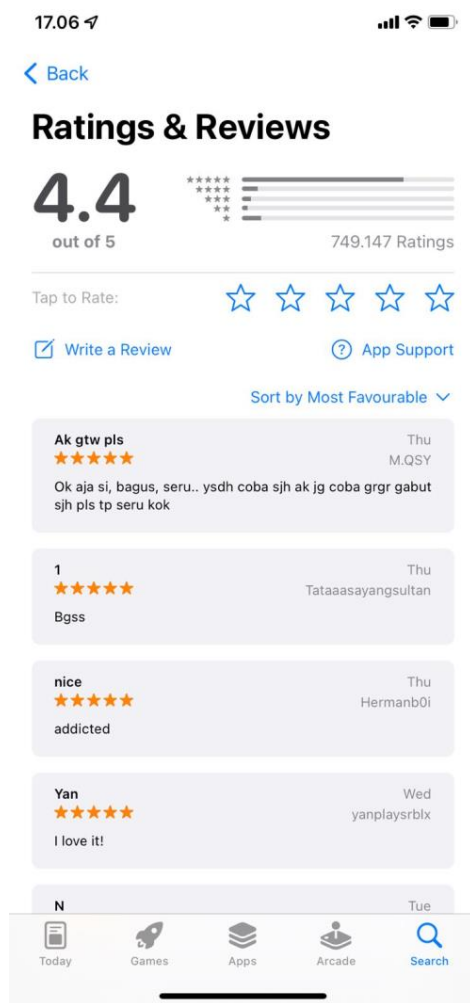 17.06
Back
Ratings & Reviews
4.4
out of 5
749.147 Ratings
Tap to Rate:
Write a Review
App Support
Sort by Most Favourable
Ak gtw pls
Thu
M.QSY
Ok aja si, bagus, seru.. ysdh coba sjh ak jg coba grgr gabut
sjh pls tp seru kok
1
Thu
Tataaasayangsultan
Bgss
nice
Thu
Hermanb0i
addicted
Yan
Wed
yanplaysrblx
I love it!
N
Tue
Today
Games
Apps
Arcade
Search